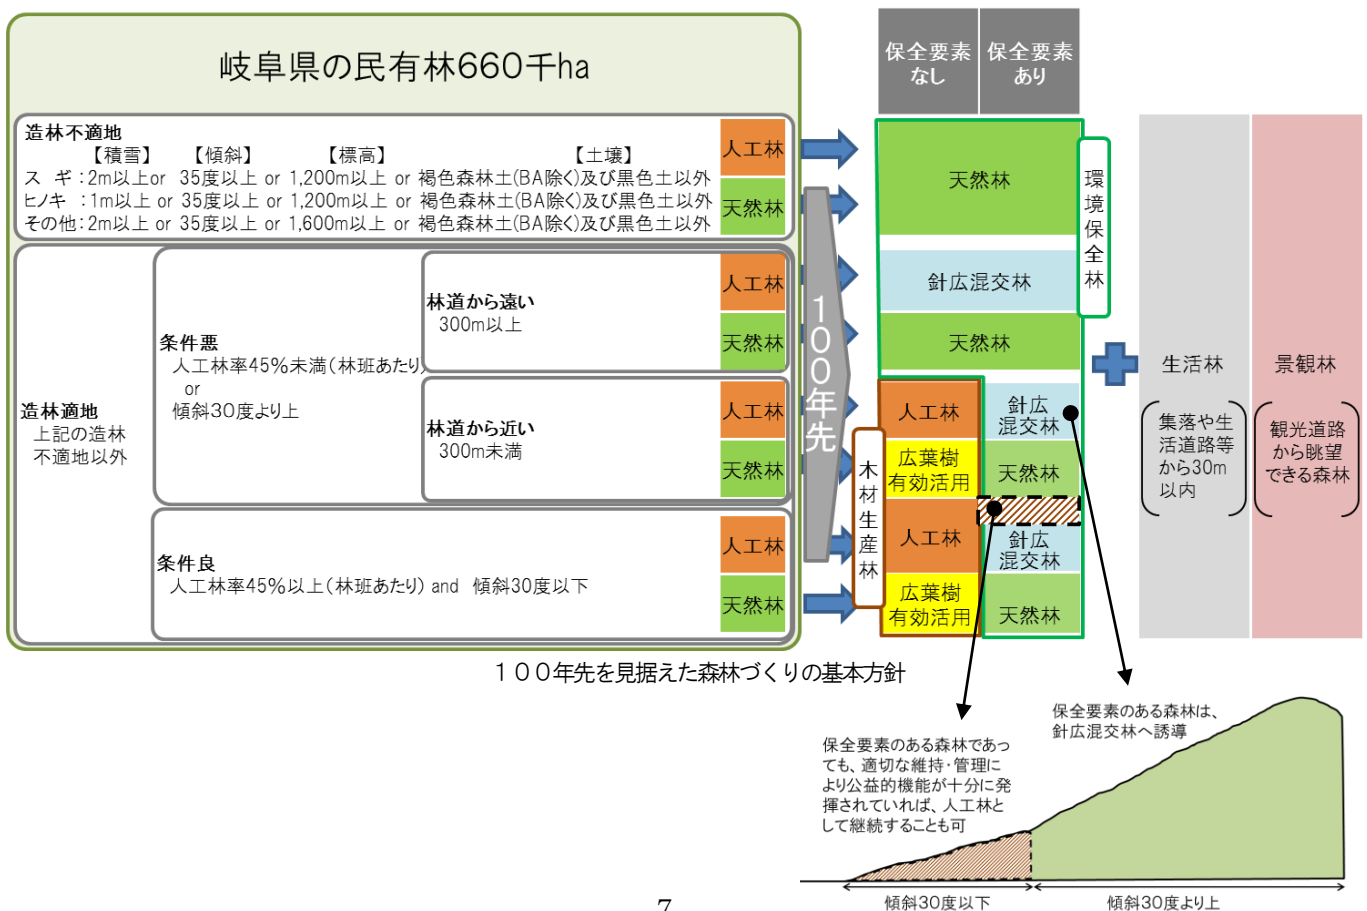 岐阜県の民有林660千ha
造林不適地
【積雪】 【傾斜】 【標高】 【土壌】
スギ:2m以上or 35度以上 or 1,200m以上 or 褐色森林土(BA除く)及び黒色土以外
ヒノキ:1m以上 or 35度以上 or 1,200m以上 or 褐色森林土(BA除く)及び黒色土以外
その他:2m以上 or 35度以上 or 1,600m以上 or 褐色森林土(BA除く)及び黒色土以外
人工林
天然林
造林適地
上記の造林
不適地以外
条件悪
人工林率45%未満(林班あたり)
or
傾斜30度より上
林道から遠い
300m以上
人工林
天然林
林道から近い
300m未満
人工林
天然林
条件良
人工林率45%以上(林班あたり) and 傾斜30度以下
人工林
天然林
100年先
保全要素
なし
保全要素
あり
天然林
針広混交林
天然林
環境保全林
人工林
針広
混交林
広葉樹
有効活用
天然林
人工林
針広
混交林
広葉樹
有効活用
天然林
木材生産林
生活林
集落や生
活道路等
から30m
以内
景観林
観光道路
から眺望
できる森林
100年先を見据えた森林づくりの基本方針
保全要素のある森林であっ
ても、適切な維持・管理に
より公益的機能が十分に発
揮されていれば、人工林と
して継続することも可
保全要素のある森林は、
針広混交林へ誘導
傾斜30度以下
傾斜30度より上
7